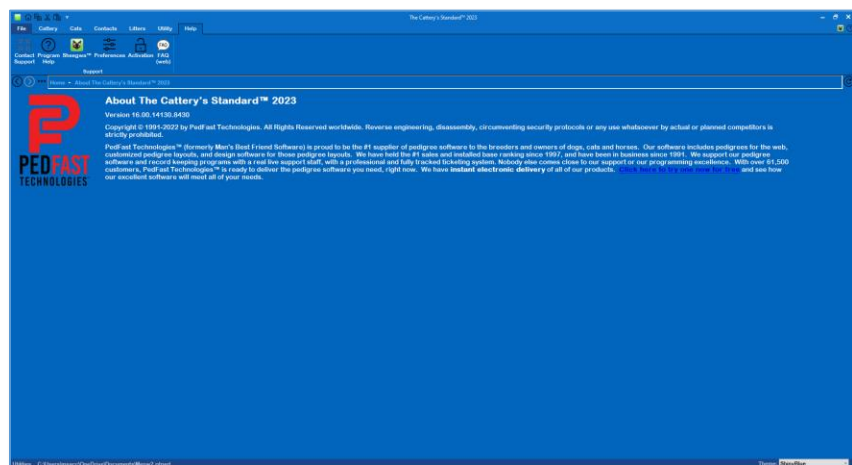 The Cattery's Standard™ 2023
File Cattery Cats Contacts Litters Utility Help
Contact Support
Program Help
Preferences
Activation
FAQ (web)
Support
Home - About The Cattery's Standard™ 2023
PEDFAST
TECHNOLOGIES
About The Cattery's Standard™ 2023
Version 16.00.14135.8430
Copyright © 1991-2022 by PedFast Technologies. All Rights Reserved worldwide. Reverse engineering, disassembly, circumventing security protocols or any use whatsoever by actual or planned competitors is
strictly prohibited.
PedFast Technologies™ (formerly Man's Best Friend Software) is proud to be the #1 supplier of pedigree software to the breeders and owners of dogs, cats and horses. Our software includes pedigrees for the web,
customized pedigree layouts, and design software for those pedigree layouts. We have held the #1 sales and installed base ranking since 1997, and have been in business since 1991. We support our pedigree
software and record keeping programs with a real live support staff, with a professional and fully tracked ticketing system. Nobody else comes close to our support or our programming excellence. With over 61,500
customers, PedFast Technologies™ is ready to deliver the pedigree software you need, right now. We have instant electronic delivery of all of our products. Click here to try one now for free and see how
our excellent software will meet all of your needs.
Theme